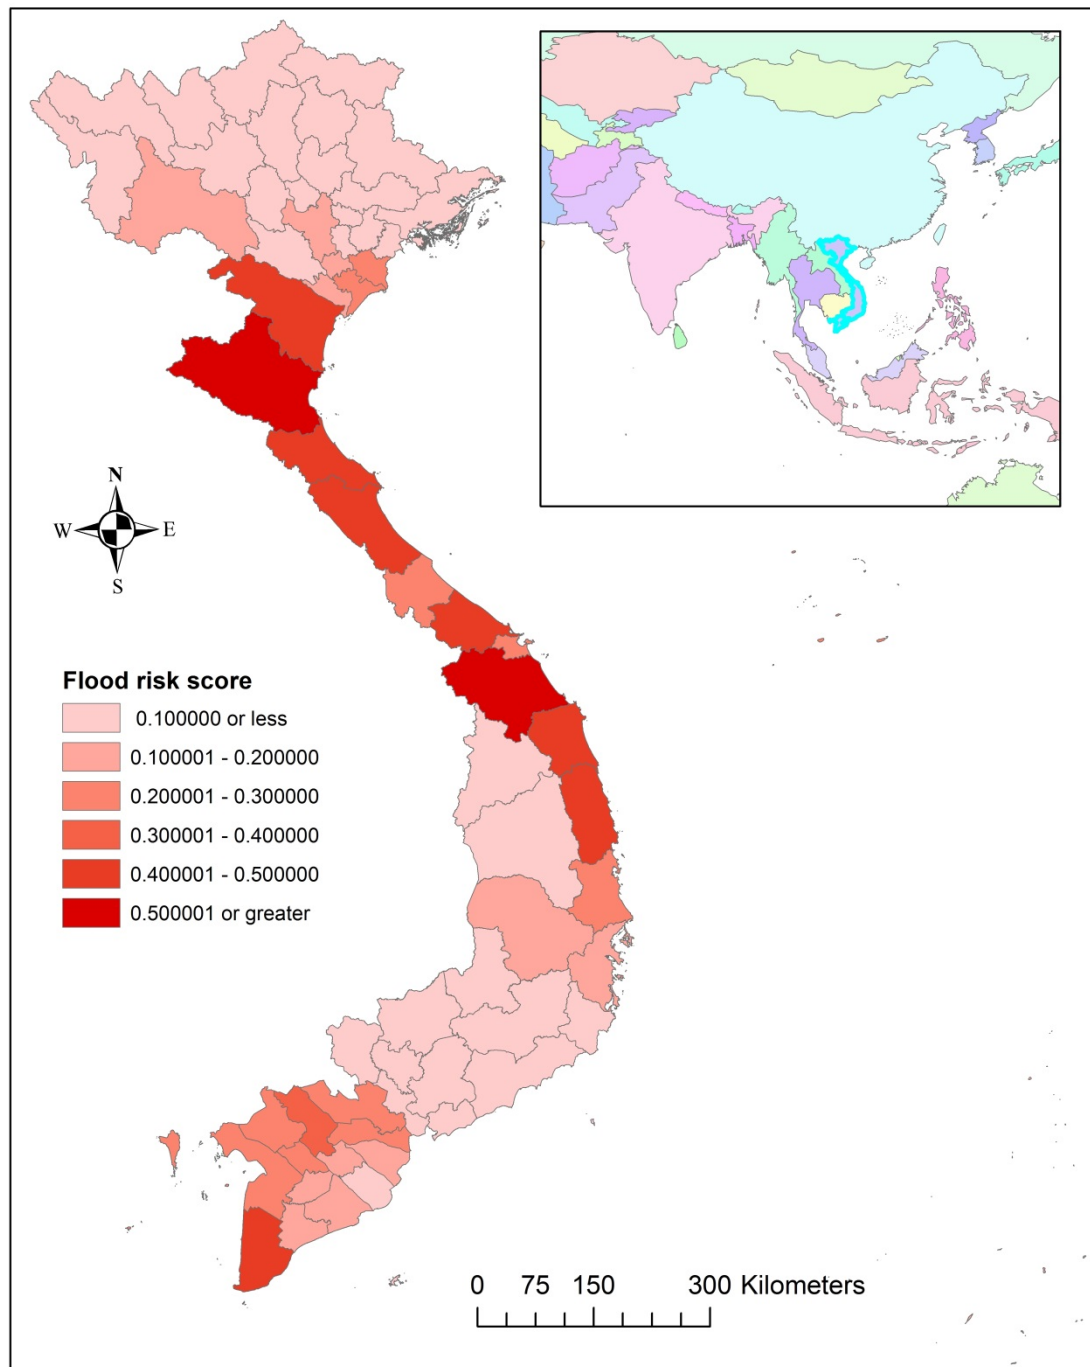 N
W E
S
Flood risk score
0.100000 or less
0.100001 - 0.200000
0.200001 - 0.300000
0.300001 - 0.400000
0.400001 - 0.500000
0.500001 or greater
0 75 150 300 Kilometers